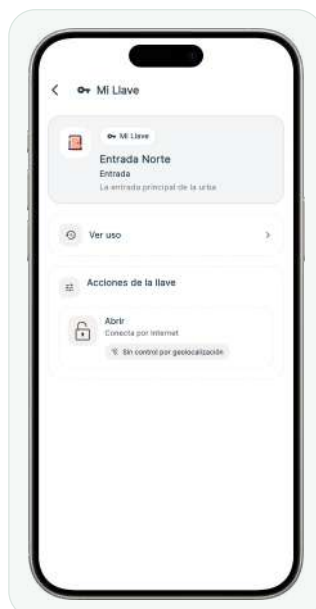 Mi Llave
Mi Llave
Entrada Norte
Entrada
La entrada principal de la urba
Ver uso
Acciones de la llave
Abrir
Conecta por Internet
Sin control por geolocalización